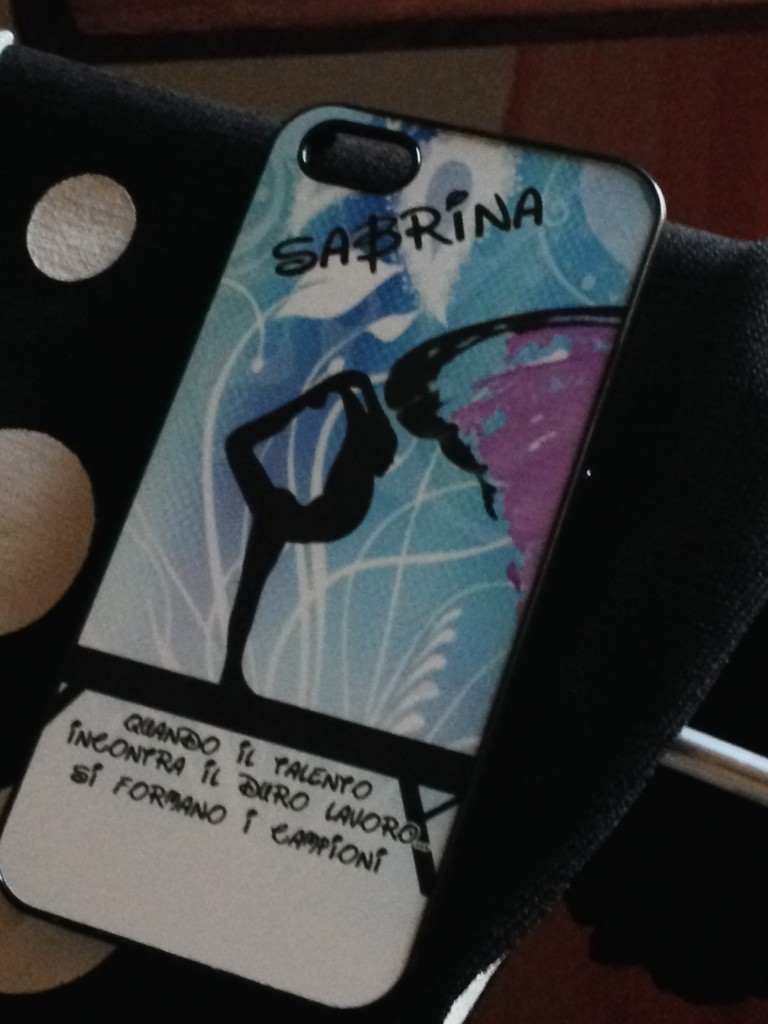 SABRiNA
QUANDO iL TALENTO
iNCONTRA iL DURO LAVORO...
Si FORMANO i CAMPiONi